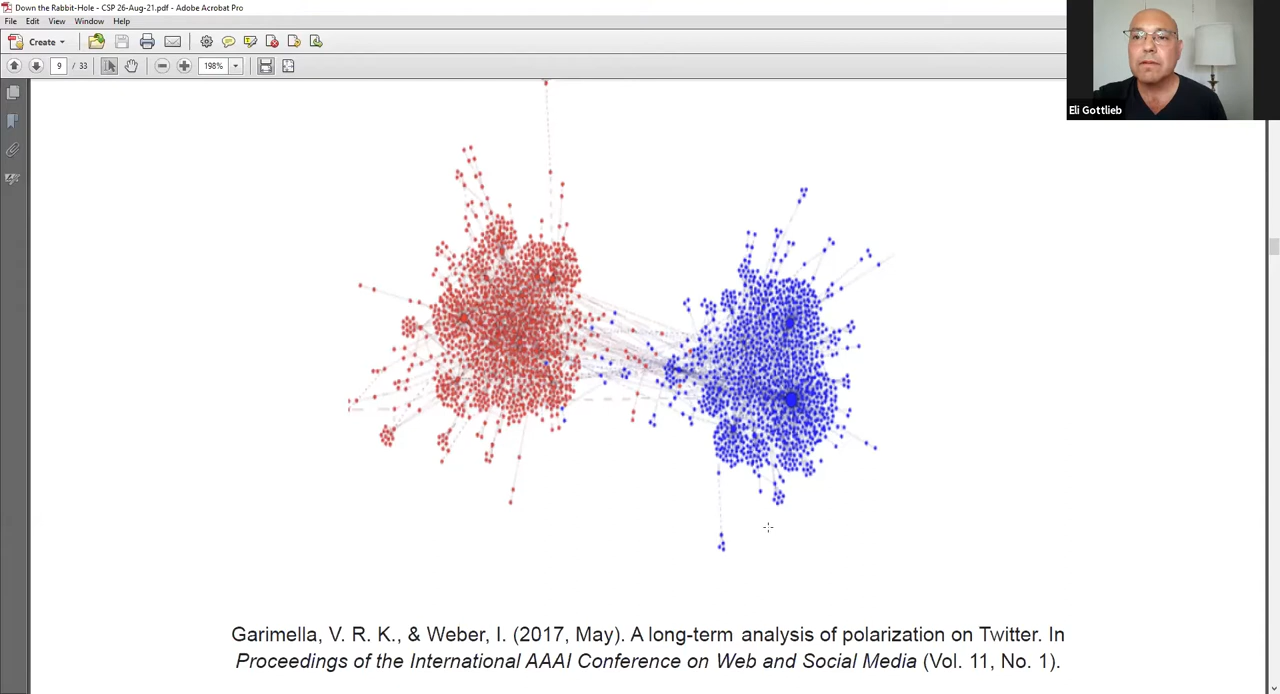 Down the Rabbit-Hole - CSP 26-Aug-21.pdf - Adobe Acrobat Pro
File Edit View Window Help
Create
9 / 33 198%
Eli Gottlieb
Garimella, V. R. K., & Weber, I. (2017, May). A long-term analysis of polarization on Twitter. In
Proceedings of the International AAAI Conference on Web and Social Media (Vol. 11, No. 1).